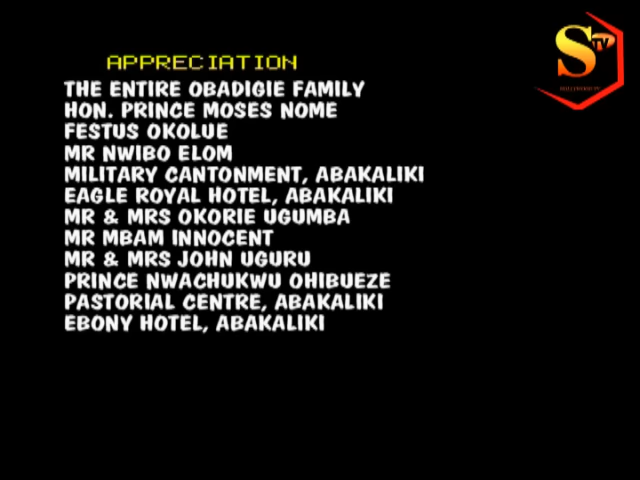 APPRECIATION
THE ENTIRE OBADIGIE FAMILY
HON. PRINCE MOSES NOME
FESTUS OKOLUE
MR NWIBO ELOM
MILITARY CANTONMENT, ABAKALIKI
EAGLE ROYAL HOTEL, ABAKALIKI
MR & MRS OKORIE UGUMBA
MR MBAM INNOCENT
MR & MRS JOHN UGURU
PRINCE NWACHUKWU OHIBUEZE
PASTORIAL CENTRE, ABAKALIKI
EBONY HOTEL, ABAKALIKI
S TV